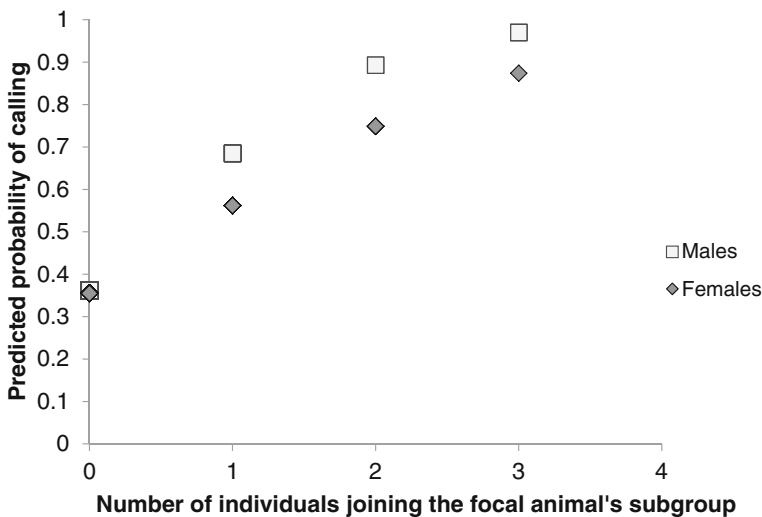 Predicted probability of calling
1
0.9
0.8
0.7
0.6
0.5
0.4
0.3
0.2
0.1
0
0 1 2 3 4
Number of individuals joining the focal animal's subgroup
Males
Females